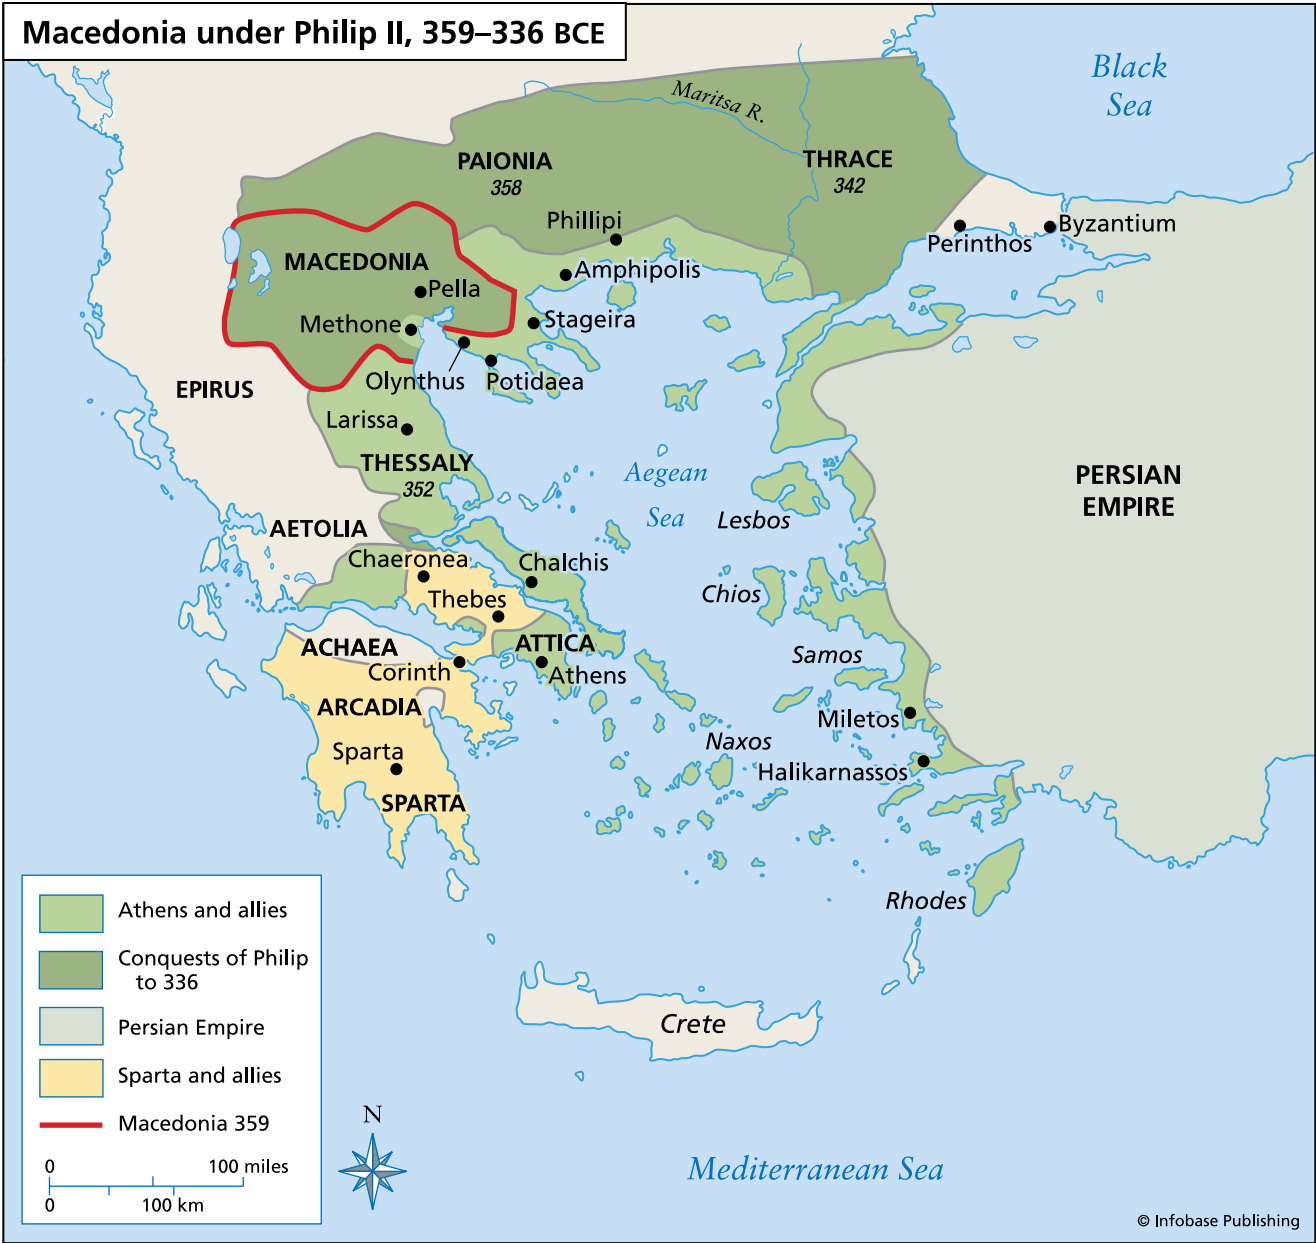 Macedonia under Philip II, 359–336 BCE
Black
Sea
Maritsa R.
PAIONIA
358
THRACE
342
Phillipi
Byzantium
Perinthos
MACEDONIA
Amphipolis
Pella
Methone
Stageira
Olynthus
Potidaea
EPIRUS
Larissa
THESSALY
352
Aegean
Sea
PERSIAN
EMPIRE
Lesbos
AETOLIA
Chaeronea
Chalchis
Chios
Thebes
ACHAEA
ATTICA
Corinth
Athens
Samos
ARCADIA
Miletos
Naxos
Sparta
Halikarnassos
SPARTA
Rhodes
Crete
Mediterranean Sea
Athens and allies
Conquests of Philip
to 336
Persian Empire
Sparta and allies
Macedonia 359
0 100 miles
0 100 km
N
© Infobase Publishing